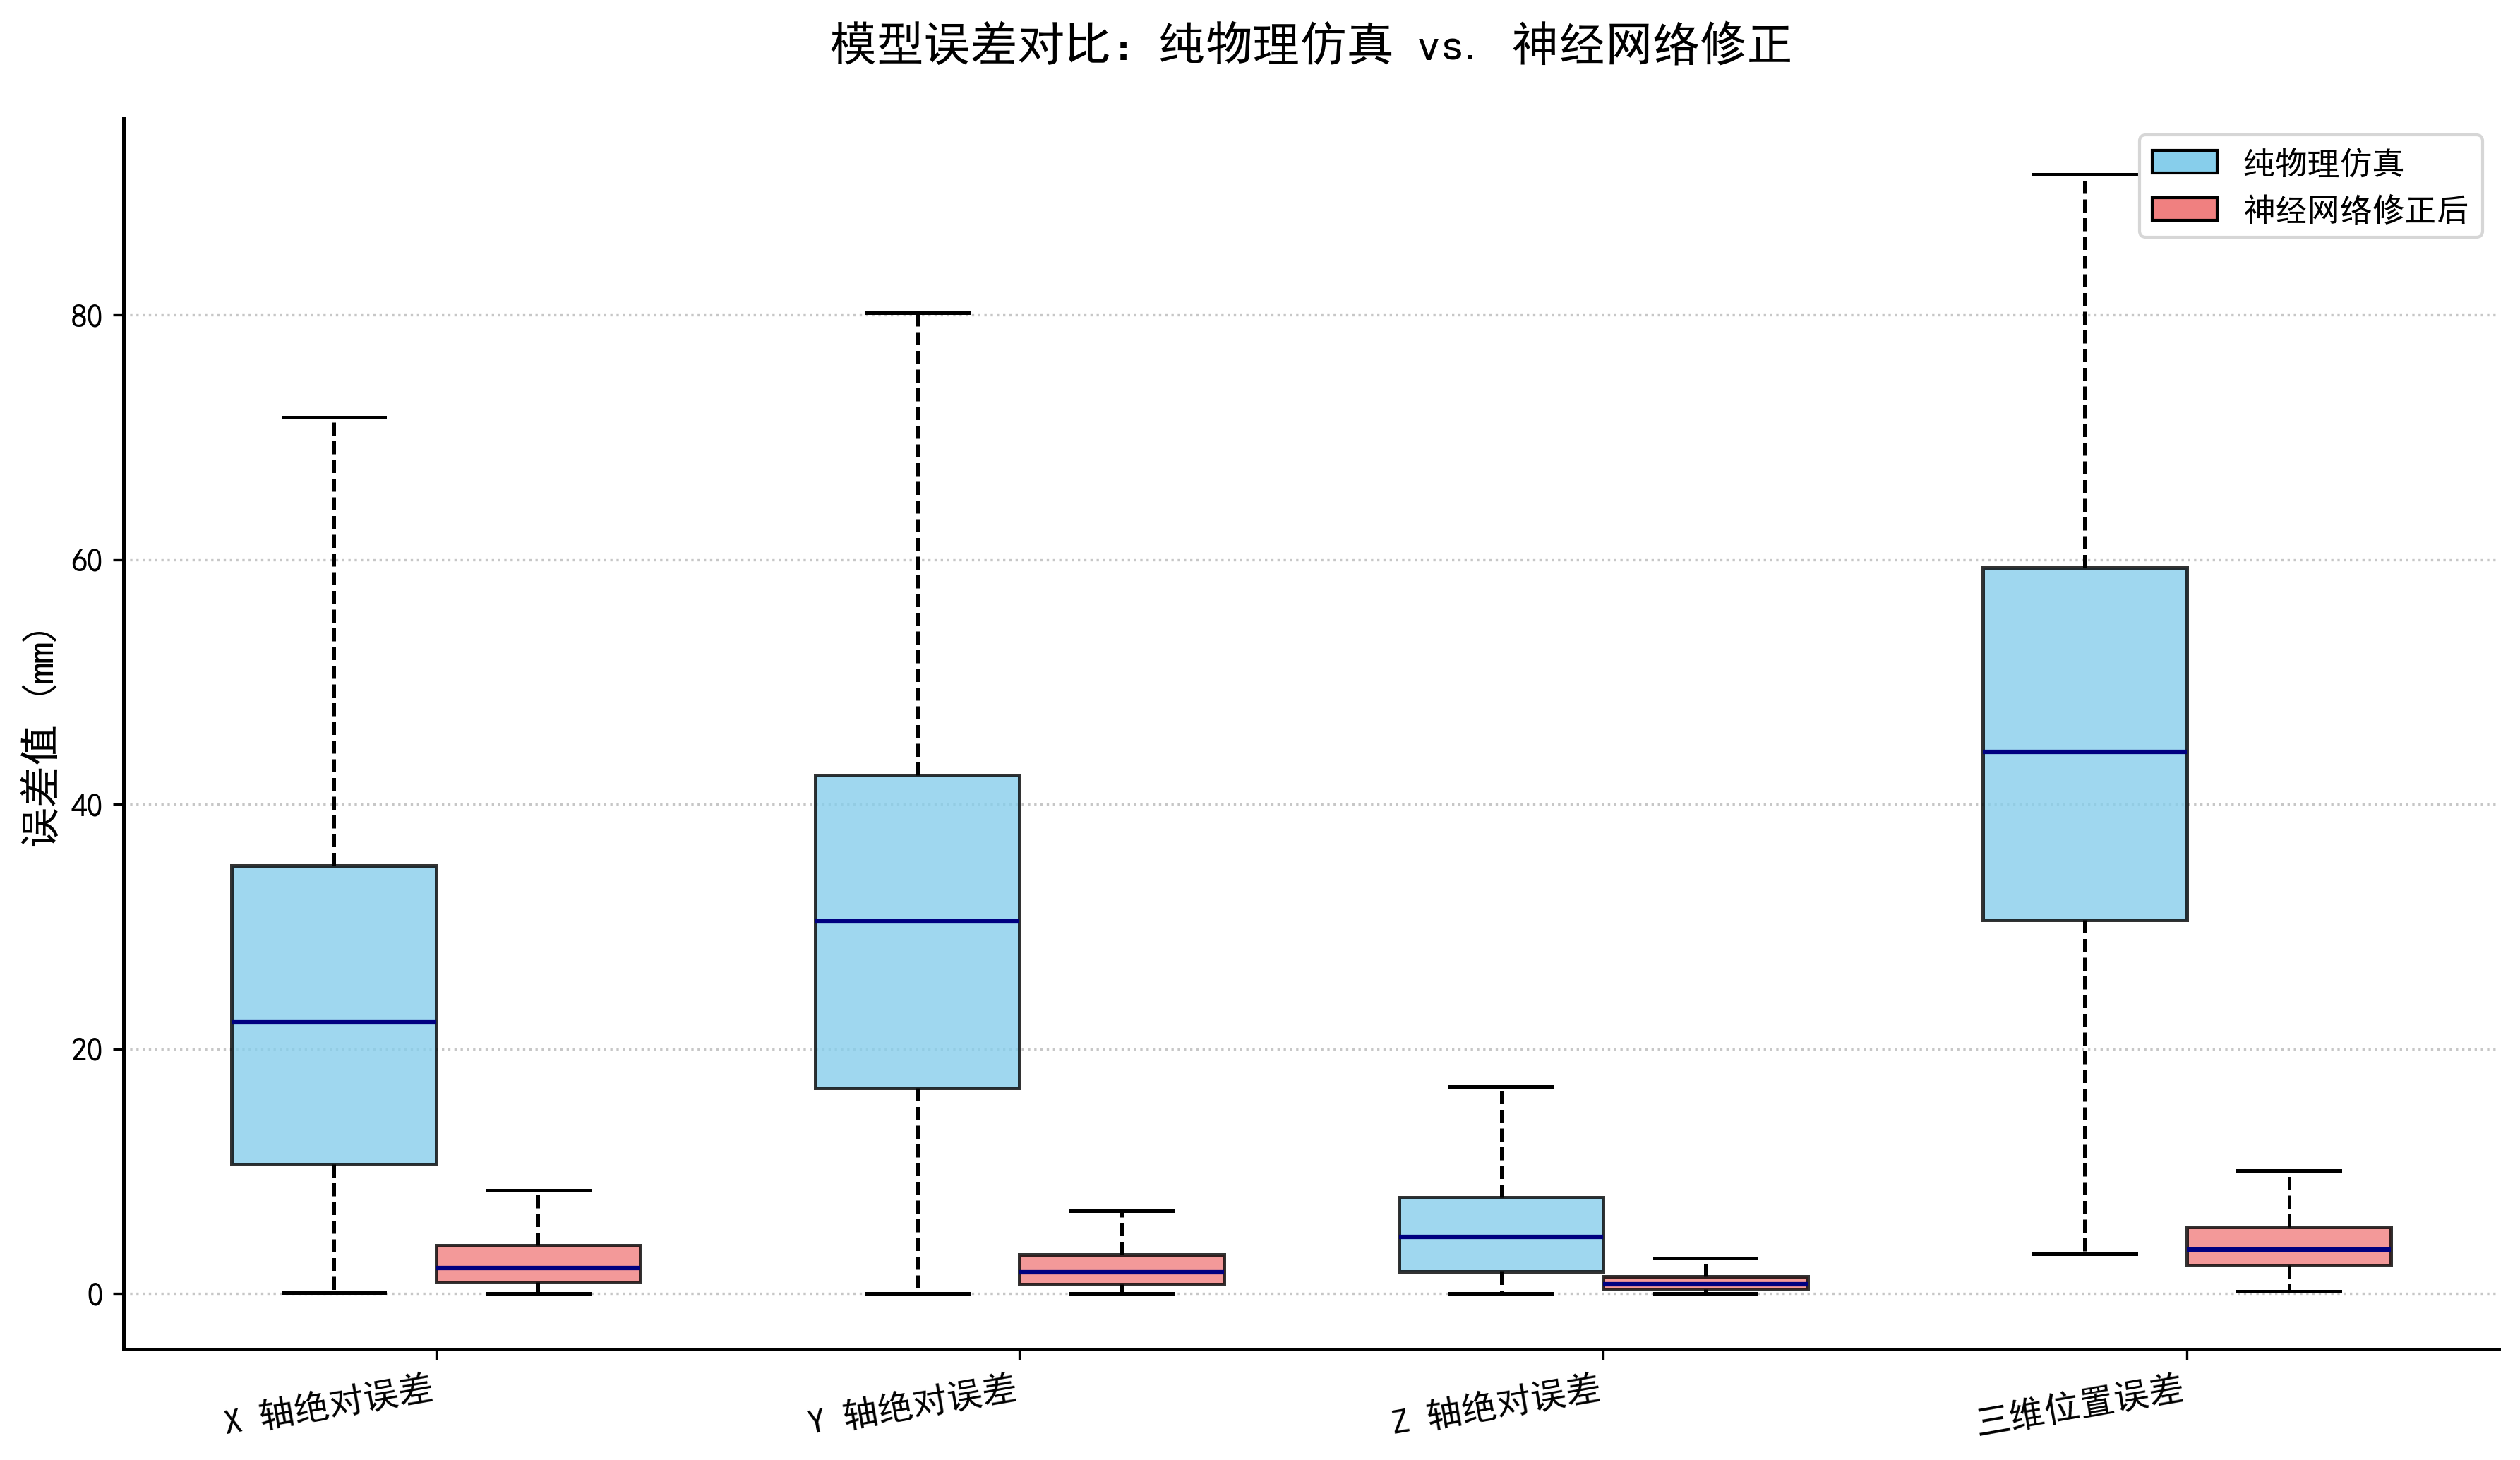 模型误差对比：纯物理仿真 vs. 神经网络修正
纯物理仿真
神经网络修正后
误差值 (mm)
80
60
40
20
0
X 轴绝对误差
Y 轴绝对误差
Z 轴绝对误差
三维位置误差